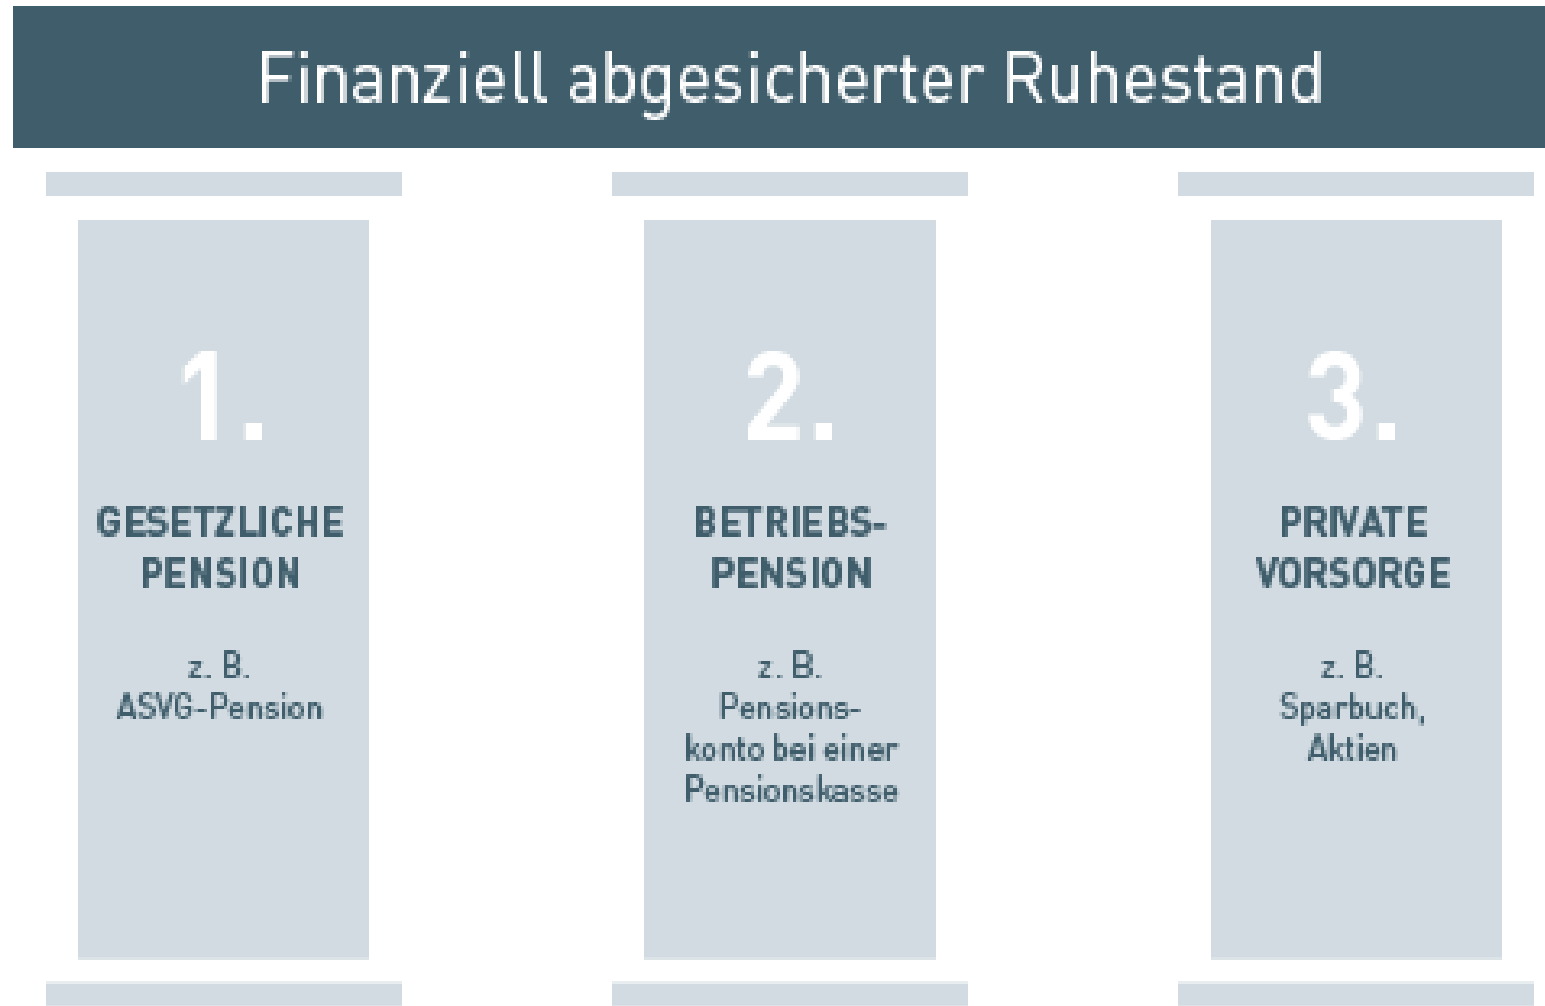 Finanziell abgesicherter Ruhestand
1.
GESETZLICHE
PENSION
z. B.
ASVG-Pension
2.
BETRIEBS-
PENSION
z. B.
Pensions-
konto bei einer
Pensionskasse
3.
PRIVATE
VORSORGE
z. B.
Sparbuch,
Aktien